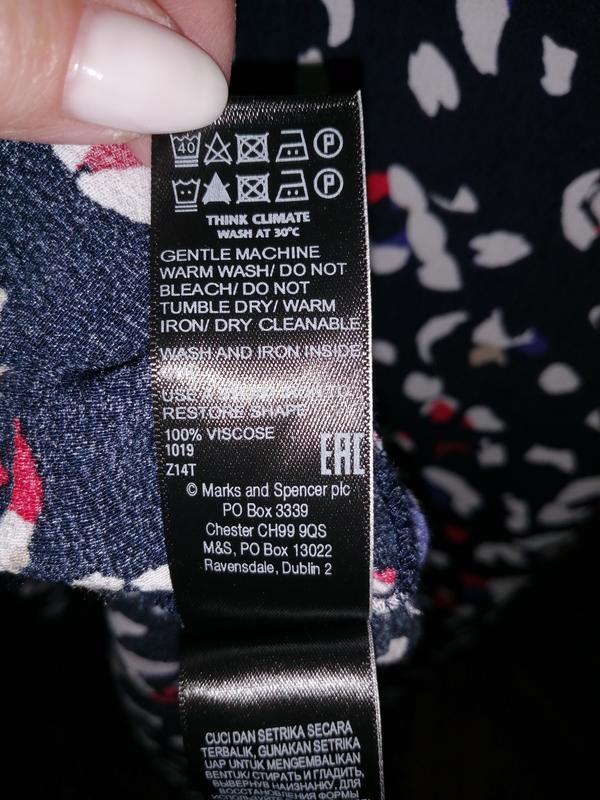 40 P
P
THINK CLIMATE
WASH AT 30°C
GENTLE MACHINE
WARM WASH/ DO NOT
BLEACH/ DO NOT
TUMBLE DRY/ WARM
IRON/ DRY CLEANABLE
WASH AND IRON INSIDE
USE
RESTORE SHAPE
100% VISCOSE
1019
Z14T
EAC
© Marks and Spencer plc
PO Box 3339
Chester CH99 9QS
M&S, PO Box 13022
Ravensdale, Dublin 2
CUCI DAN SETRIKA SECARA
TERBALIK, GUNAKAN SETRIKA
UAP UNTUK MENGEMBALIKAN
BENTUK/ СТИРАТЬ И ГЛАДИТЬ,
ВЫВЕРНУВ НАИЗНАНКУ, ДЛЯ
ВОССТАНОВЛЕНИЯ ФОРМЫ